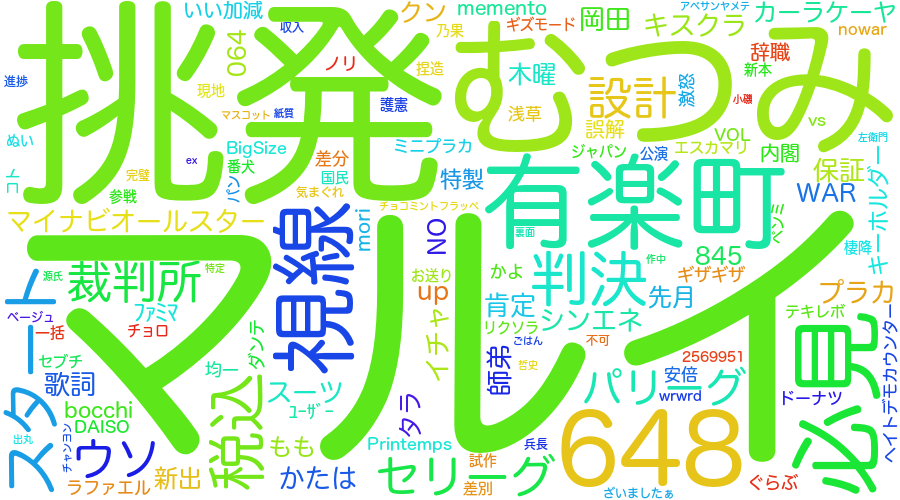 いい加減
クン
memento
岡田
アベサンヤメテ
カーラケーヤ
収入
乃果
ギズモード
キスクラ
nowar
挑発
むつみ
064
ノリ
捏造
木曜
辞職
新本
進捗
現地
護憲
浅草
設計
激怒
小磯
マスコット
紙質
誤解
vs
ぬい
ex
BigSize
ミニプラカ
VOL
左衛門
完璧
番犬
差分
ジャパン
公演
エスカマリ
内閣
コト
参戦
パン
国民
特製
有楽町
保証
気まぐれ
チョコミントフラッペ
WAR
マイナビオールスター
mori
NO
裏面
ペンミ
キーホルダー
視線
棲降
マルイ
845
かよ
判決
作中
裁判所
源氏
特定
お送り
ギザギザ
スタート
up
肯定
先月
プラカ
ページュ
ファミマ
イチャ
リクソラ
シンエネ
テキレボ
一括
チョロ
ダンテ
ごはん
不可
2569951
必見
ヘイトデモカウンター
セブチ
均一
師弟
哲史
パリーグ
安倍
歌詞
税込
スーツ
wrwrd
ドーナツ
bocchi
ユーザー
タラ
648
DAISO
出丸
チャンヨン
ウソ
もも
Printemps
兵長
ラファエル
新出
かたは
セリーグ
試作
差別
ぐらぶ
ざいましたぁ